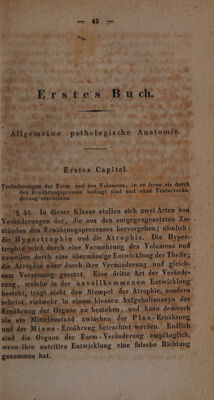 — 45 —
Erstes Buch.
Allgemeine pathologische Anatomie.
Erstes Capitel.
Veränderungen der Form und des Volumens, in so ferne sie durch
den Ernährungsprocess bedingt sind und ohne Texturverän-
derung erscheinen.
§ 51. In dieser Klasse stellen sich zwei Arten von
Veränderungen dar, die aus den entgegengesetzten Zu-
ständen des Ernährungsprocesses hervorgehen; nämlich
die Hypertrophie und die Atrophie. Die Hyper-
trophie wird durch eine Vermehrung des Volumens und
zuweilen durch eine übermässige Entwicklung der Theile;
die Atrophie aber durch ihre Verminderung und gleich-
sam Verarmung gesetzt. Eine dritte Art der Verände-
rung, welche in der unvollkommenen Entwicklung
besteht, trägt nicht den Stempel der Atrophie, sondern
scheint vielmehr in einem blossen Aufgehaltenseyn der
Ernährung der Organe zu bestehen, und kann demnach
als ein Mittelzustand zwischen der Plus-Ernährung
und der Minus-Ernährung betrachtet werden. Endlich
sind die Organe der Form-Veränderung empfänglich,
wenn ihre nutritive Entwicklung eine falsche Richtung
genommen hat.